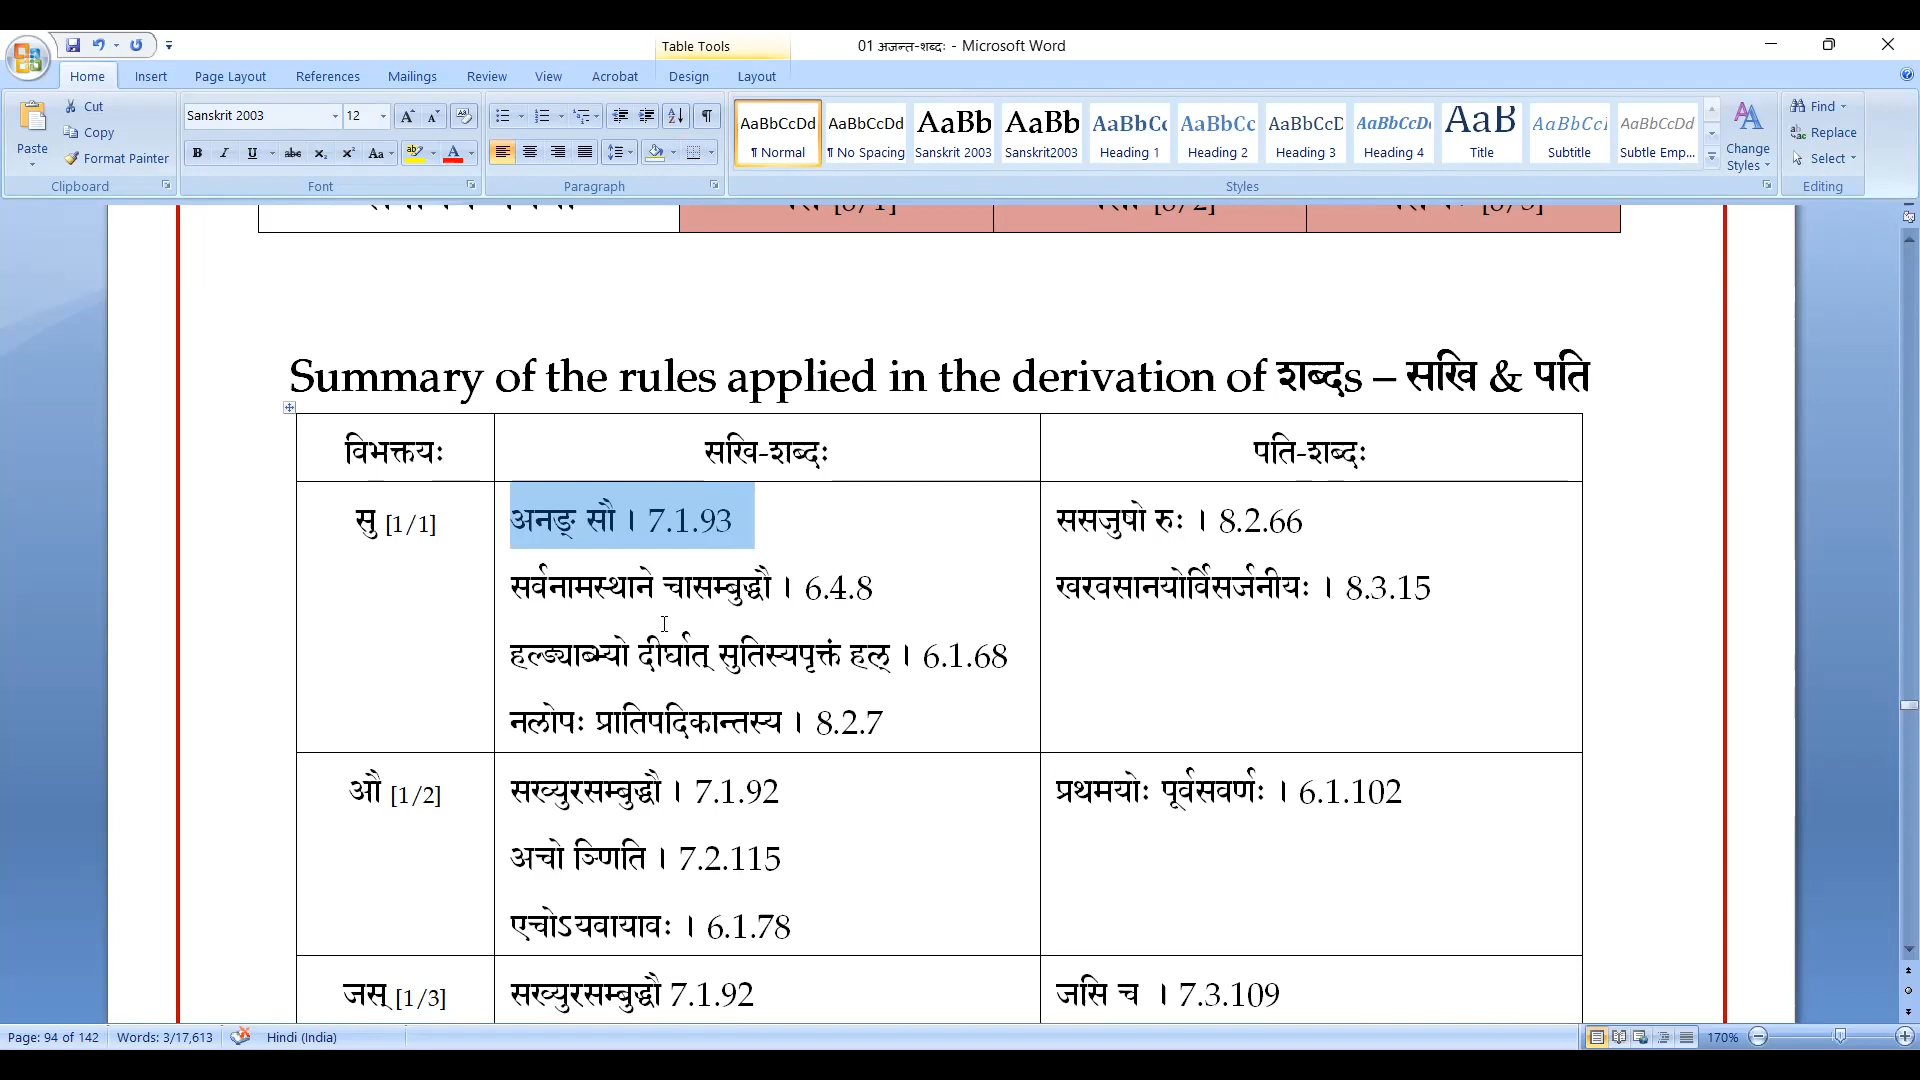 Table Tools
01 अजन्त-शब्दः - Microsoft Word
Home Insert Page Layout References Mailings Review View Acrobat Design Layout
Paste
Cut
Copy
Format Painter
Clipboard
Sanskrit 2003 12
Font
Paragraph
AaBbCcDd AaBbCcDd AaBb AaBb AaBbCc AaBbCc AaBbCcD AaBbCcD AaB AaBbCcI AaBbCcDd
¶ Normal ¶ No Spacing Sanskrit 2003 Sanskrit2003 Heading 1 Heading 2 Heading 3 Heading 4 Title Subtitle Subtle Emp...
Change Styles
Styles
Find
Replace
Select
Editing
Summary of the rules applied in the derivation of शब्दs – सखि & पति
विभक्तयः सखि-शब्दः पति-शब्दः
सु [1/1] अनङ् सौ । 7.1.93 ससजुषो रुः । 8.2.66
सर्वनामस्थाने चासम्बुद्धौ । 6.4.8 खरवसानयोर्विसर्जनीयः । 8.3.15
हल्ङ्याब्भ्यो दीर्घात् सुतिस्यपृक्तं हल् । 6.1.68
नलोपः प्रातिपदिकान्तस्य । 8.2.7
औ [1/2] सख्युरसम्बुद्धौ । 7.1.92 प्रथमयोः पूर्वसवर्णः । 6.1.102
अचो ञ्णिति । 7.2.115
एचोऽयवायावः । 6.1.78
जस् [1/3] सख्युरसम्बुद्धौ 7.1.92 जसि च । 7.3.109
Page: 94 of 142 Words: 3/17,613 Hindi (India) 170%